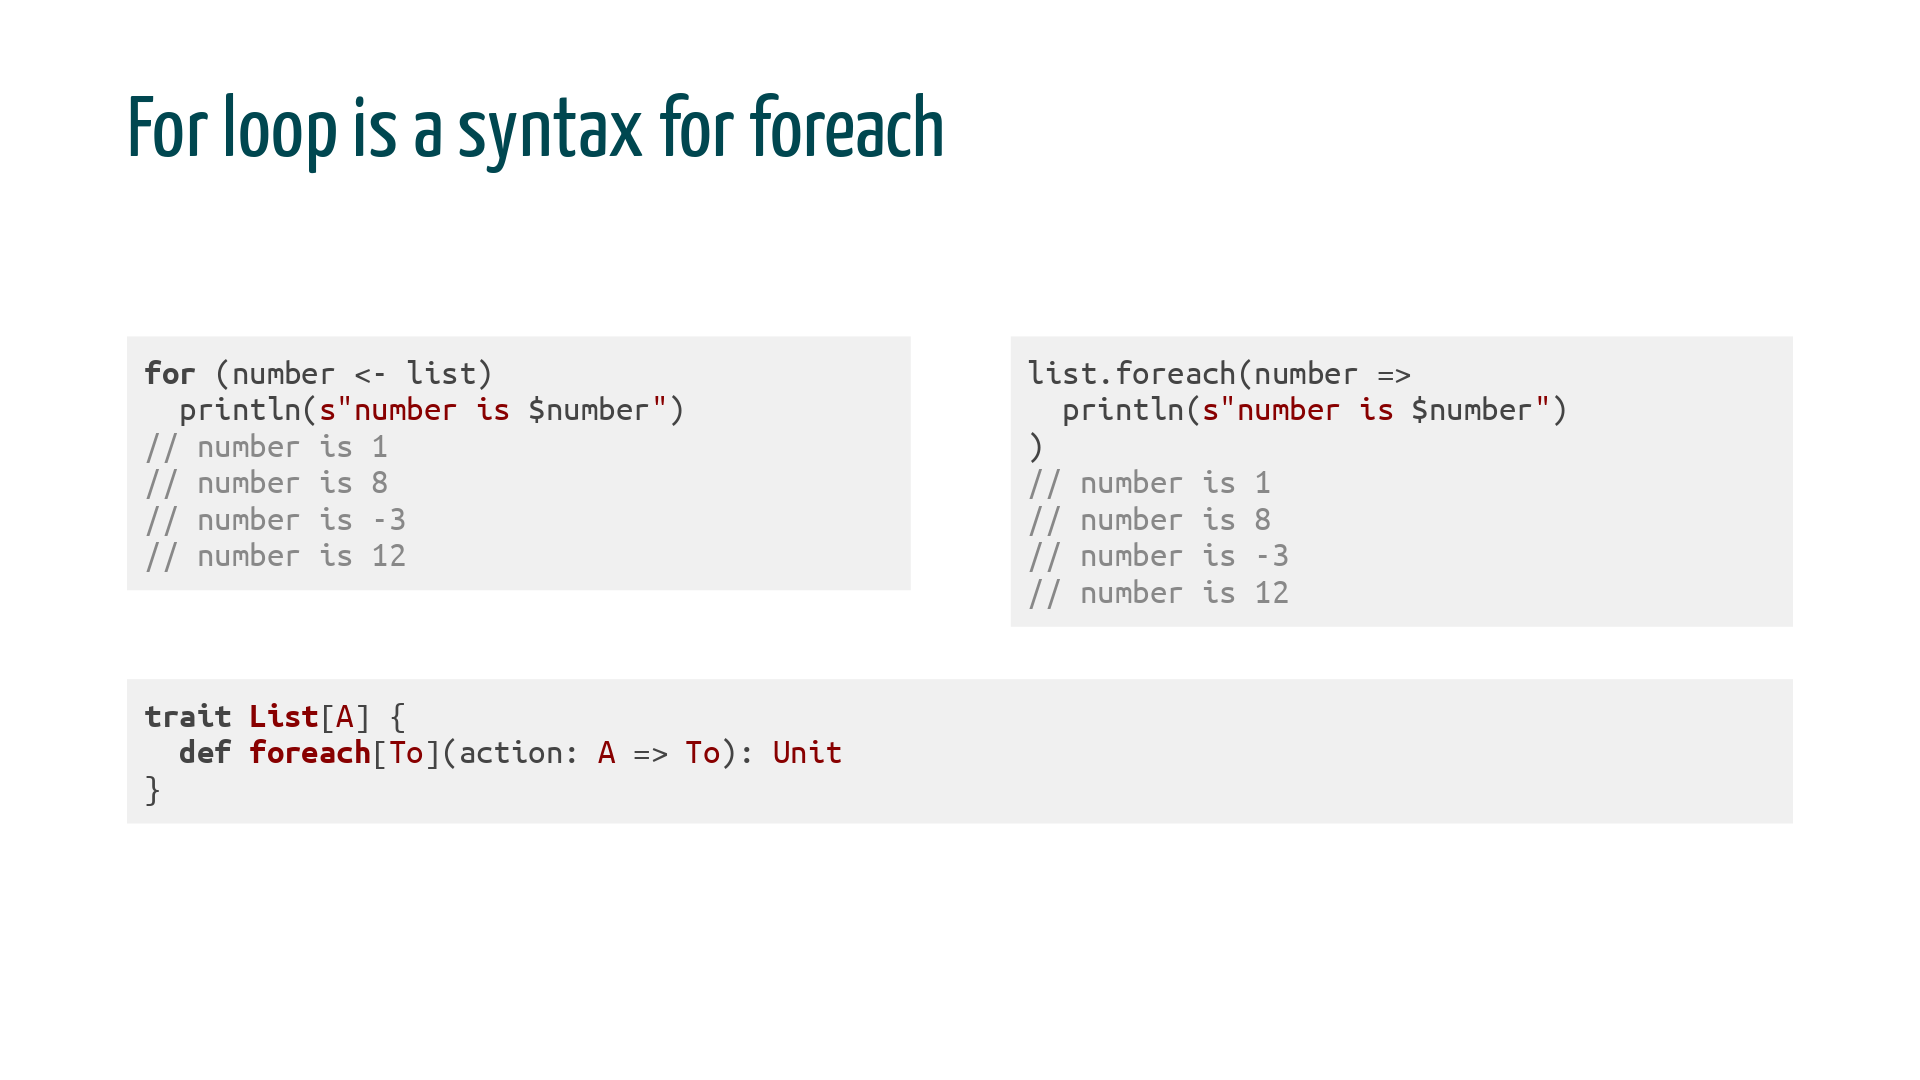 For loop is a syntax for foreach
for (number <- list)
  println(s"number is $number")
// number is 1
// number is 8
// number is -3
// number is 12
list.foreach(number =>
  println(s"number is $number")
)
// number is 1
// number is 8
// number is -3
// number is 12
trait List[A] {
  def foreach[To](action: A => To): Unit
}